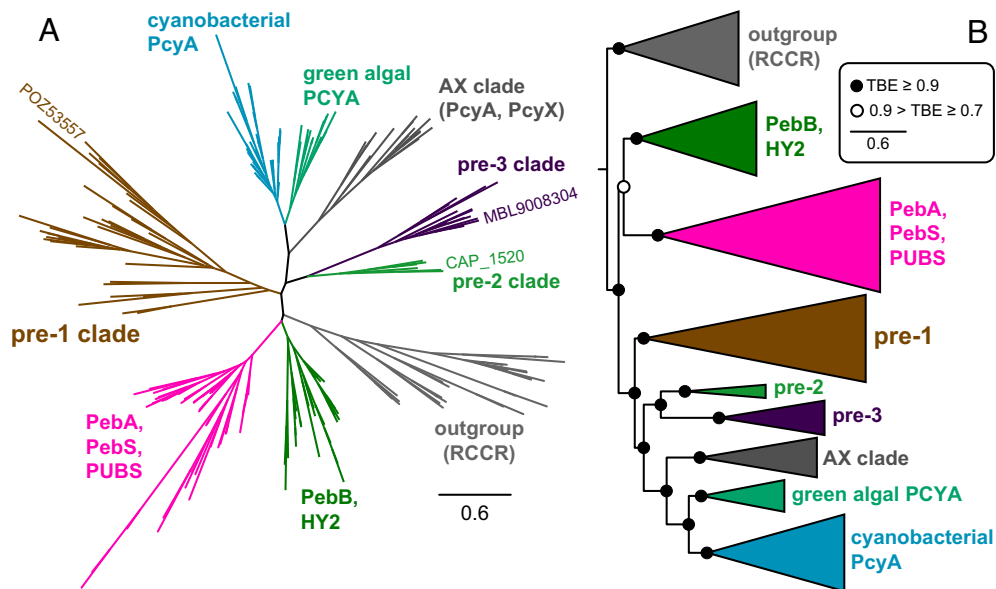 A
cyanobacterial
PcyA
green algal
PCYA
AX clade
(PcyA, PcyX)
POZ53557
pre-3 clade
MBL9008304
CAP_1520
pre-2 clade
pre-1 clade
PebA,
PebS,
PUBS
PebB,
HY2
outgroup
(RCCR)
0.6
B
outgroup
(RCCR)
TBE ≥ 0.9
0.9 > TBE ≥ 0.7
0.6
PebB,
HY2
PebA,
PebS,
PUBS
pre-1
pre-2
pre-3
AX clade
green algal PCYA
cyanobacterial
PcyA